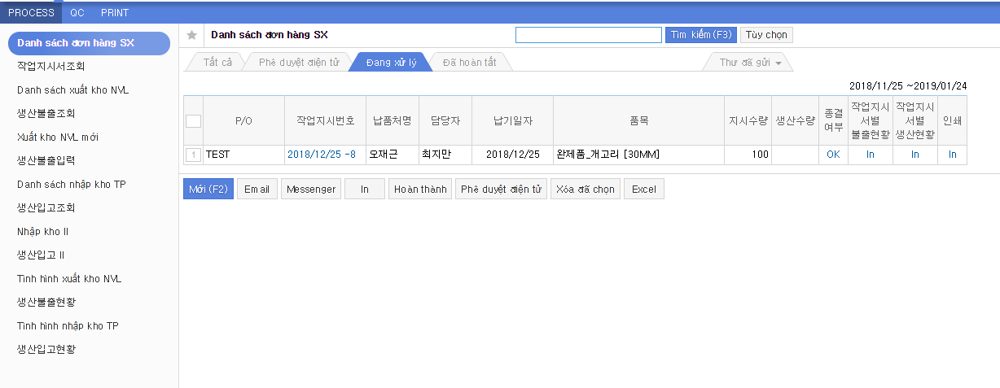 PROCESS QC PRINT
Danh sách đơn hàng SX
작업지시서조회
Danh sách xuất kho NVL
생산불출조회
Xuất kho NVL mới
생산불출입력
Danh sách nhập kho TP
생산입고조회
Nhập kho II
생산입고 II
Tình hình xuất kho NVL
생산불출현황
Tình hình nhập kho TP
생산입고현황
Danh sách đơn hàng SX Tìm kiếm (F3) Tùy chọn
Tất cả Phê duyệt điện tử Đang xử lý Đã hoàn tất Thư đã gửi
2018/11/25 ~2019/01/24
P/O 작업지시번호 납품처명 담당자 납기일자 품목 지시수량 생산수량 종결 여부 작업지시서별 불출현황 작업지시서별 생산현황 인쇄
1 TEST 2018/12/25 -8 오재근 최지만 2018/12/25 완제품_개고리 [30MM] 100 OK In In In
Mới (F2) Email Messenger In Hoàn thành Phê duyệt điện tử Xóa đã chọn Excel